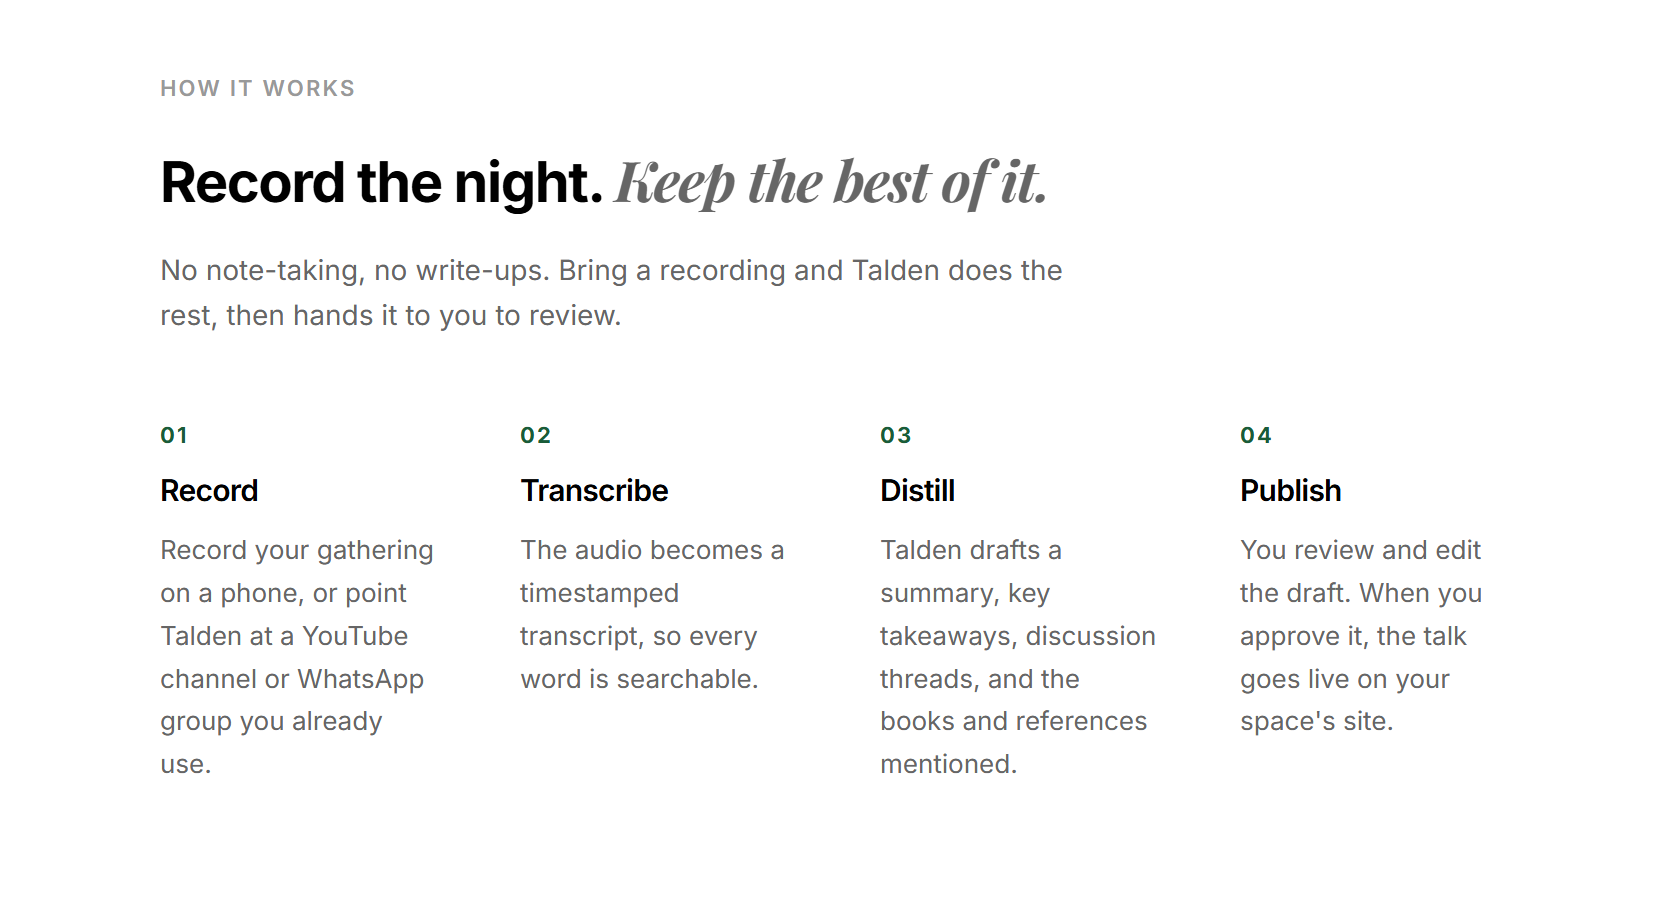 HOW IT WORKS
Record the night. Keep the best of it.
No note-taking, no write-ups. Bring a recording and Talden does the
rest, then hands it to you to review.
01
Record
Record your gathering
on a phone, or point
Talden at a YouTube
channel or WhatsApp
group you already
use.
02
Transcribe
The audio becomes a
timestamped
transcript, so every
word is searchable.
03
Distill
Talden drafts a
summary, key
takeaways, discussion
threads, and the
books and references
mentioned.
04
Publish
You review and edit
the draft. When you
approve it, the talk
goes live on your
space's site.